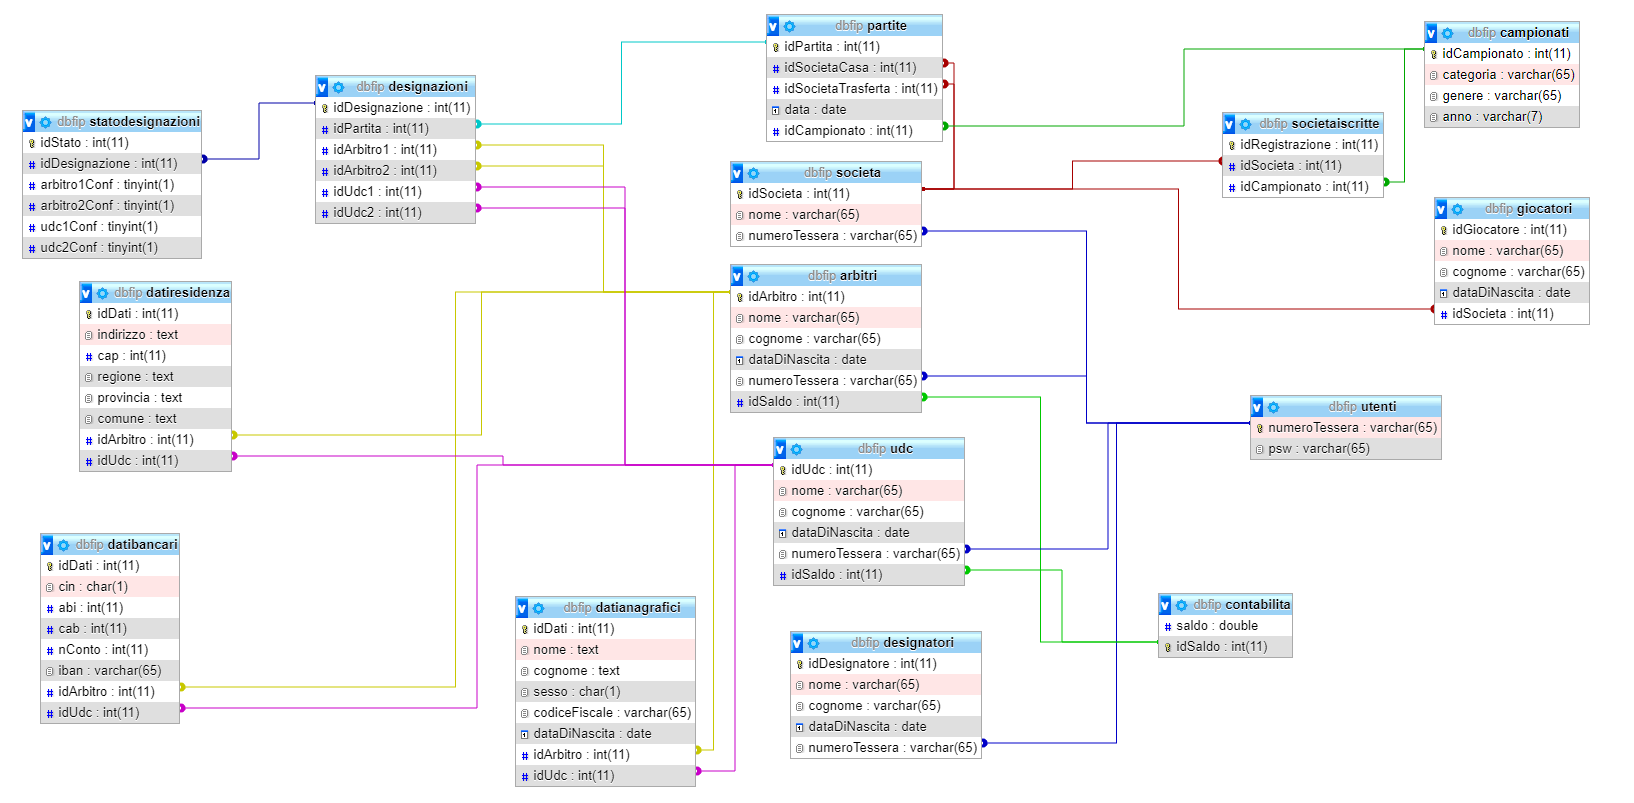 dbfip partite
idPartita : int(11)
idSocietaCasa : int(11)
idSocietaTrasferta : int(11)
data : date
idCampionato : int(11)
dbfip campionati
idCampionato : int(11)
categoria : varchar(65)
genere : varchar(65)
anno : varchar(7)
dbfip designazioni
idDesignazione : int(11)
idPartita : int(11)
idArbitro1 : int(11)
idArbitro2 : int(11)
idUdc1 : int(11)
idUdc2 : int(11)
dbfip statodesignazioni
idStato : int(11)
idDesignazione : int(11)
arbitro1Conf : tinyint(1)
arbitro2Conf : tinyint(1)
udc1Conf : tinyint(1)
udc2Conf : tinyint(1)
dbfip societaiscritte
idRegistrazione : int(11)
idSocieta : int(11)
idCampionato : int(11)
dbfip societa
idSocieta : int(11)
nome : varchar(65)
numeroTessera : varchar(65)
dbfip giocatori
idGiocatore : int(11)
nome : varchar(65)
cognome : varchar(65)
dataDiNascita : date
idSocieta : int(11)
dbfip arbitri
idArbitro : int(11)
nome : varchar(65)
cognome : varchar(65)
dataDiNascita : date
numeroTessera : varchar(65)
idSaldo : int(11)
dbfip datiresidenza
idDati : int(11)
indirizzo : text
cap : int(11)
regione : text
provincia : text
comune : text
idArbitro : int(11)
idUdc : int(11)
dbfip utenti
numeroTessera : varchar(65)
psw : varchar(65)
dbfip udc
idUdc : int(11)
nome : varchar(65)
cognome : varchar(65)
dataDiNascita : date
numeroTessera : varchar(65)
idSaldo : int(11)
dbfip datibancari
idDati : int(11)
cin : char(1)
abi : int(11)
cab : int(11)
nConto : int(11)
iban : varchar(65)
idArbitro : int(11)
idUdc : int(11)
dbfip datianagrafici
idDati : int(11)
nome : text
cognome : text
sesso : char(1)
codiceFiscale : varchar(65)
dataDiNascita : date
idArbitro : int(11)
idUdc : int(11)
dbfip designatori
idDesignatore : int(11)
nome : varchar(65)
cognome : varchar(65)
dataDiNascita : date
numeroTessera : varchar(65)
dbfip contabilita
saldo : double
idSaldo : int(11)